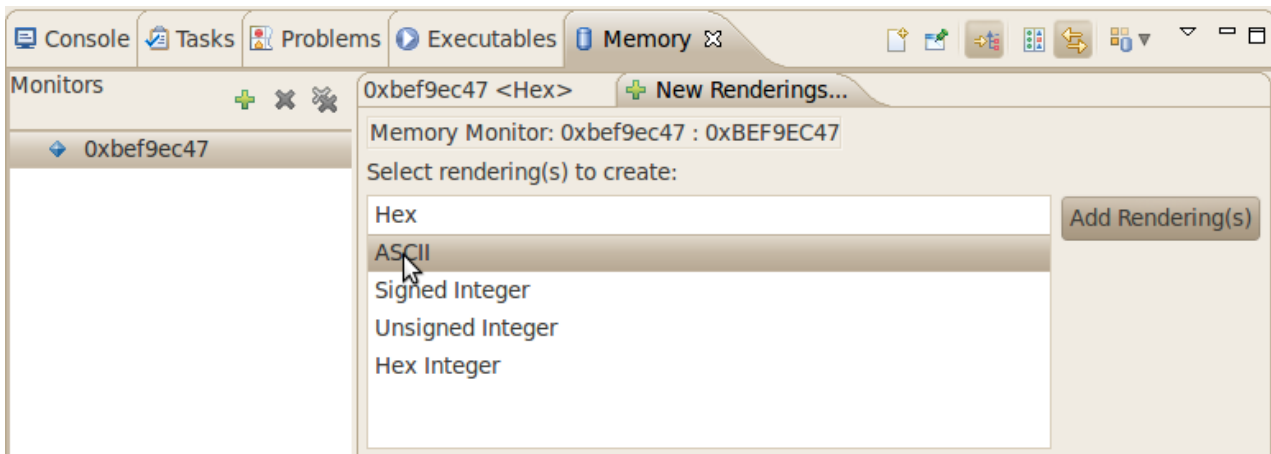 Console Tasks Problems Executables Memory
Monitors
0xbef9ec47
0xbef9ec47 <Hex> New Renderings...
Memory Monitor: 0xbef9ec47 : 0xBEF9EC47
Select rendering(s) to create:
Hex
Add Rendering(s)
ASCII
Signed Integer
Unsigned Integer
Hex Integer